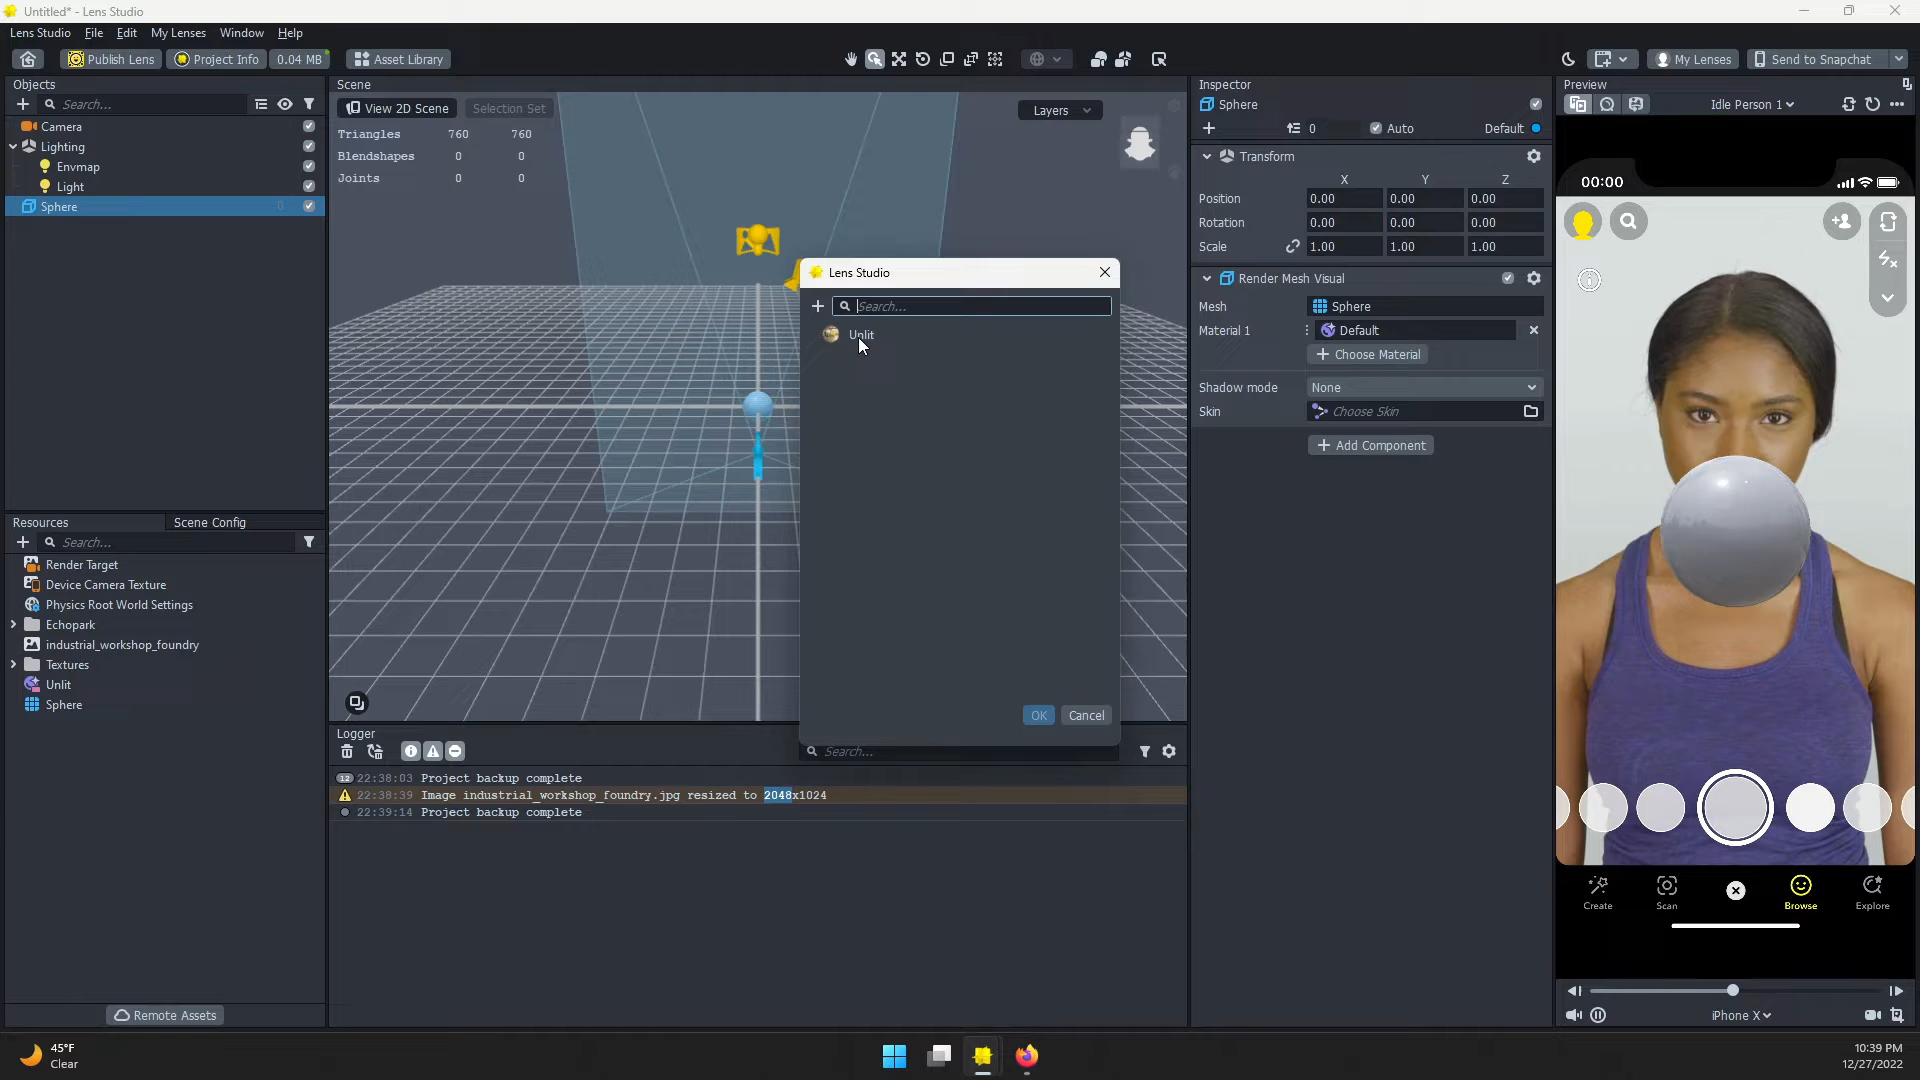 Untitled* - Lens Studio
Lens Studio File Edit My Lenses Window Help
Publish Lens Project Info 0.04 MB Asset Library My Lenses Send to Snapchat
Objects
Search...
Camera
Lighting
Envmap
Light
Sphere 0
Resources Scene Config
Search...
Render Target
Device Camera Texture
Physics Root World Settings
Echopark
industrial_workshop_foundry
Textures
Unlit
Sphere
Remote Assets
Scene
View 2D Scene Selection Set Layers
Triangles 760 760
Blendshapes 0 0
Joints 0 0
Lens Studio
Search...
Unlit
OK Cancel
Logger
Search...
12 22:38:03 Project backup complete
22:38:39 Image industrial_workshop_foundry.jpg resized to 2048x1024
22:39:14 Project backup complete
Inspector
Sphere
0 Auto Default
Transform
X Y Z
Position 0.00 0.00 0.00
Rotation 0.00 0.00 0.00
Scale 1.00 1.00 1.00
Render Mesh Visual
Mesh Sphere
Material 1 Default
Choose Material
Shadow mode None
Skin Choose Skin
Add Component
Preview
Idle Person 1
00:00
Create Scan Browse Explore
iPhone X
45°F
Clear
10:39 PM
12/27/2022